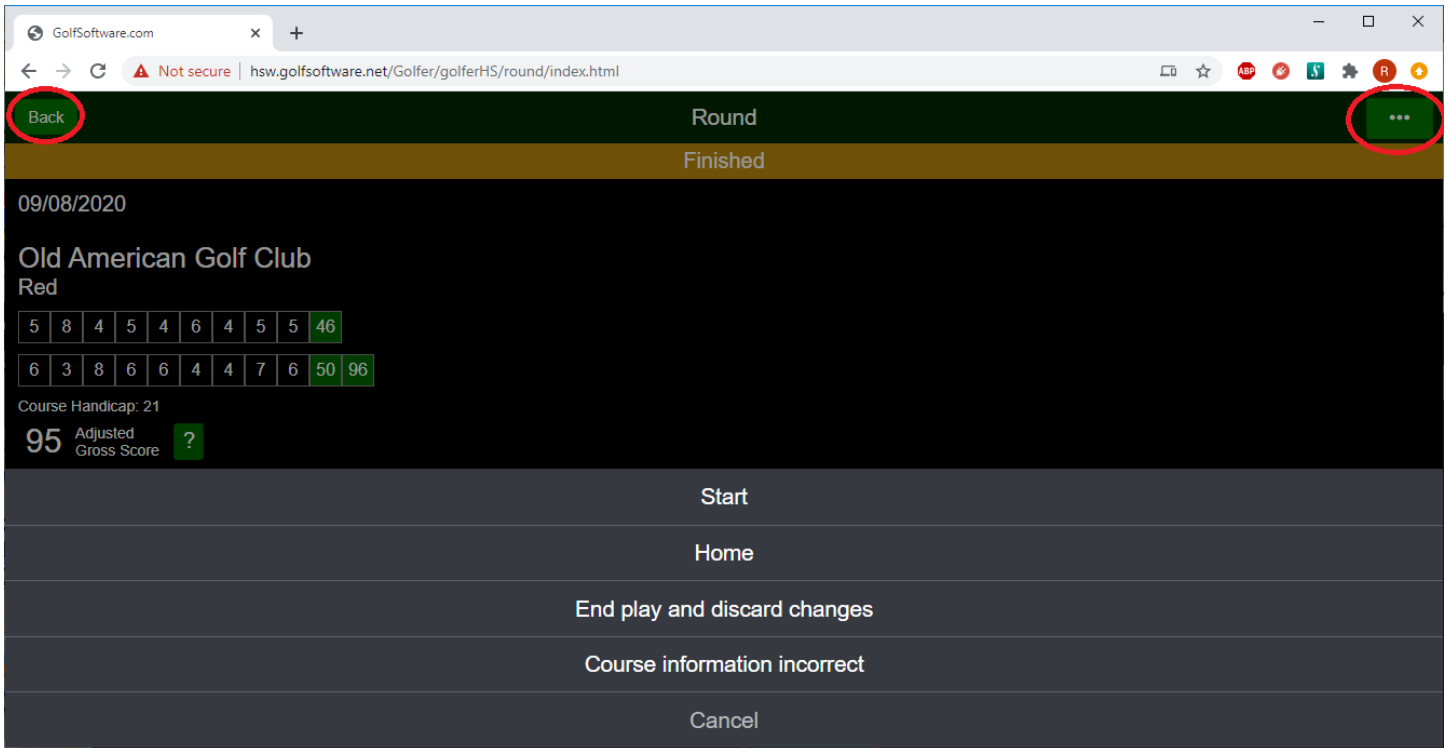 GolfSoftware.com
Not secure | hsw.golfsoftware.net/Golfer/golferHS/round/index.html ABP S R
Back Round •••
Finished
09/08/2020
Old American Golf Club
Red
5 8 4 5 4 6 4 5 5 46
6 3 8 6 6 4 4 7 6 50 96
Course Handicap: 21
95 Adjusted
Gross Score ?
Start
Home
End play and discard changes
Course information incorrect
Cancel